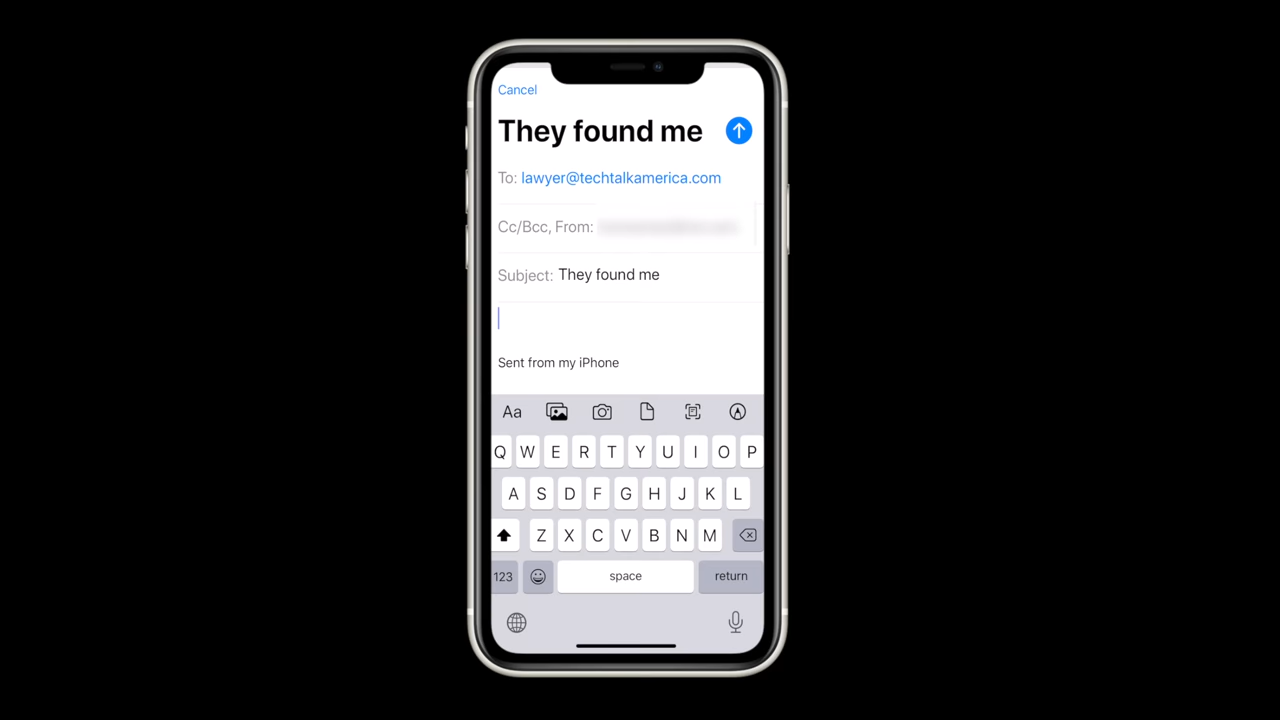 Cancel
They found me
To: lawyer@techtalkamerica.com
Cc/Bcc, From:
Subject: They found me
Sent from my iPhone
Aa
Q W E R T Y U I O P
A S D F G H J K L
Z X C V B N M
123 space return